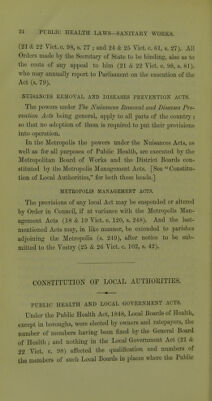 24 PUBLIC HEALTH LAWS—SANITARY WORKS.
(21 & 22 Vict. c. 98, s. 77; and 24 & 25 Vict. c. 61, s. 27). All
Orders made by the Secretary of State to be binding, also as to
the costs of any appeal to him (21 & 22 Vict. c. 98, s. 81),
who may annually report to Parliament on the execution of the
Act (s. 79).
NUISANCES REMOVAL AND DISEASES PREVENTION ACTS.
The powers under The Nuisances Removal and Diseases Pre-
vention Acts being general, apply to all parts of the country;
so that no adoption of them is required to put their provisions
into operation.
In the Metropolis the powers under the Nuisances Acts, as
well as for all purposes of Public Health, are executed by the
Metropolitan Board of Works and the District Boards con-
stituted by the Metropolis Management Acts. [See "Constitu-
tion of Local Authorities," for both these heads.]
METROPOLIS MANAGEMENT ACTS.
The provisions of any local Act may be suspended or altered
by Order in Council, if at variance with the Metropolis Man-
agement Acts (18 & 19 Vict. c. 120, s. 248). And the last-
mentioned Acts may, in like manner, be extended to parishes
adjoining the Metropolis (s. 249), after notice to be sub-
mitted to the Vestry (25 & 26 Vict. c. 102, s. 42).
CONSTITUTION OF LOCAL AUTHORITIES.
PUBLIC HEALTH AND LOCAL GOVERNMENT ACTS.
Under the Public Health Act, 1848, Local Boards of Health,
except in boroughs, were elected by owners and ratepayers, the
number of members having been fixed by the General Board
of Health; and nothing in the Local Government Act (21 &
22 Vict. c. 98) affected the qualification and numbers of
the members of such Local Boards in places where the Public